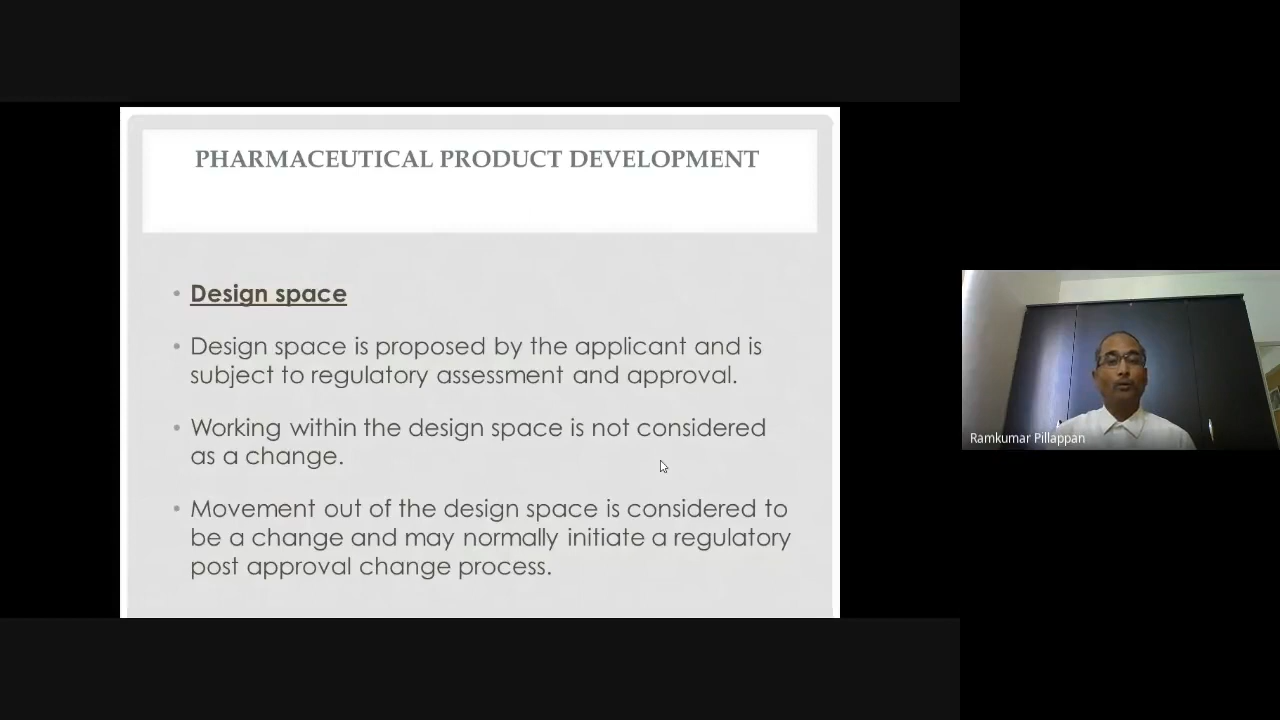 PHARMACEUTICAL PRODUCT DEVELOPMENT
• Design space
• Design space is proposed by the applicant and is
subject to regulatory assessment and approval.
• Working within the design space is not considered
as a change.
• Movement out of the design space is considered to
be a change and may normally initiate a regulatory
post approval change process.
Ramkumar Pillappan